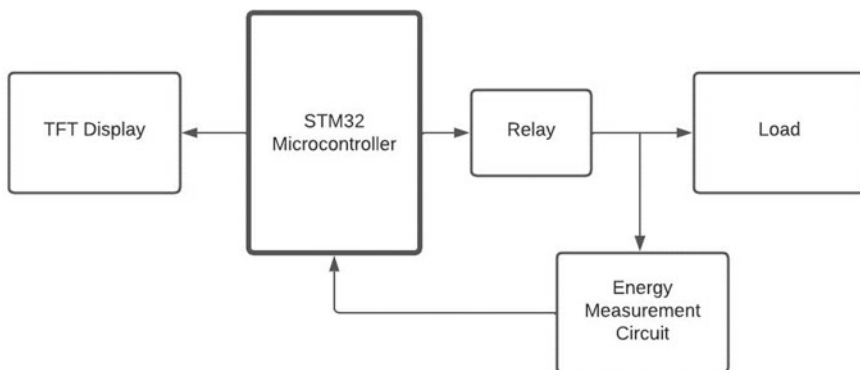 TFT Display
STM32
Microcontroller
Relay
Load
Energy
Measurement
Circuit